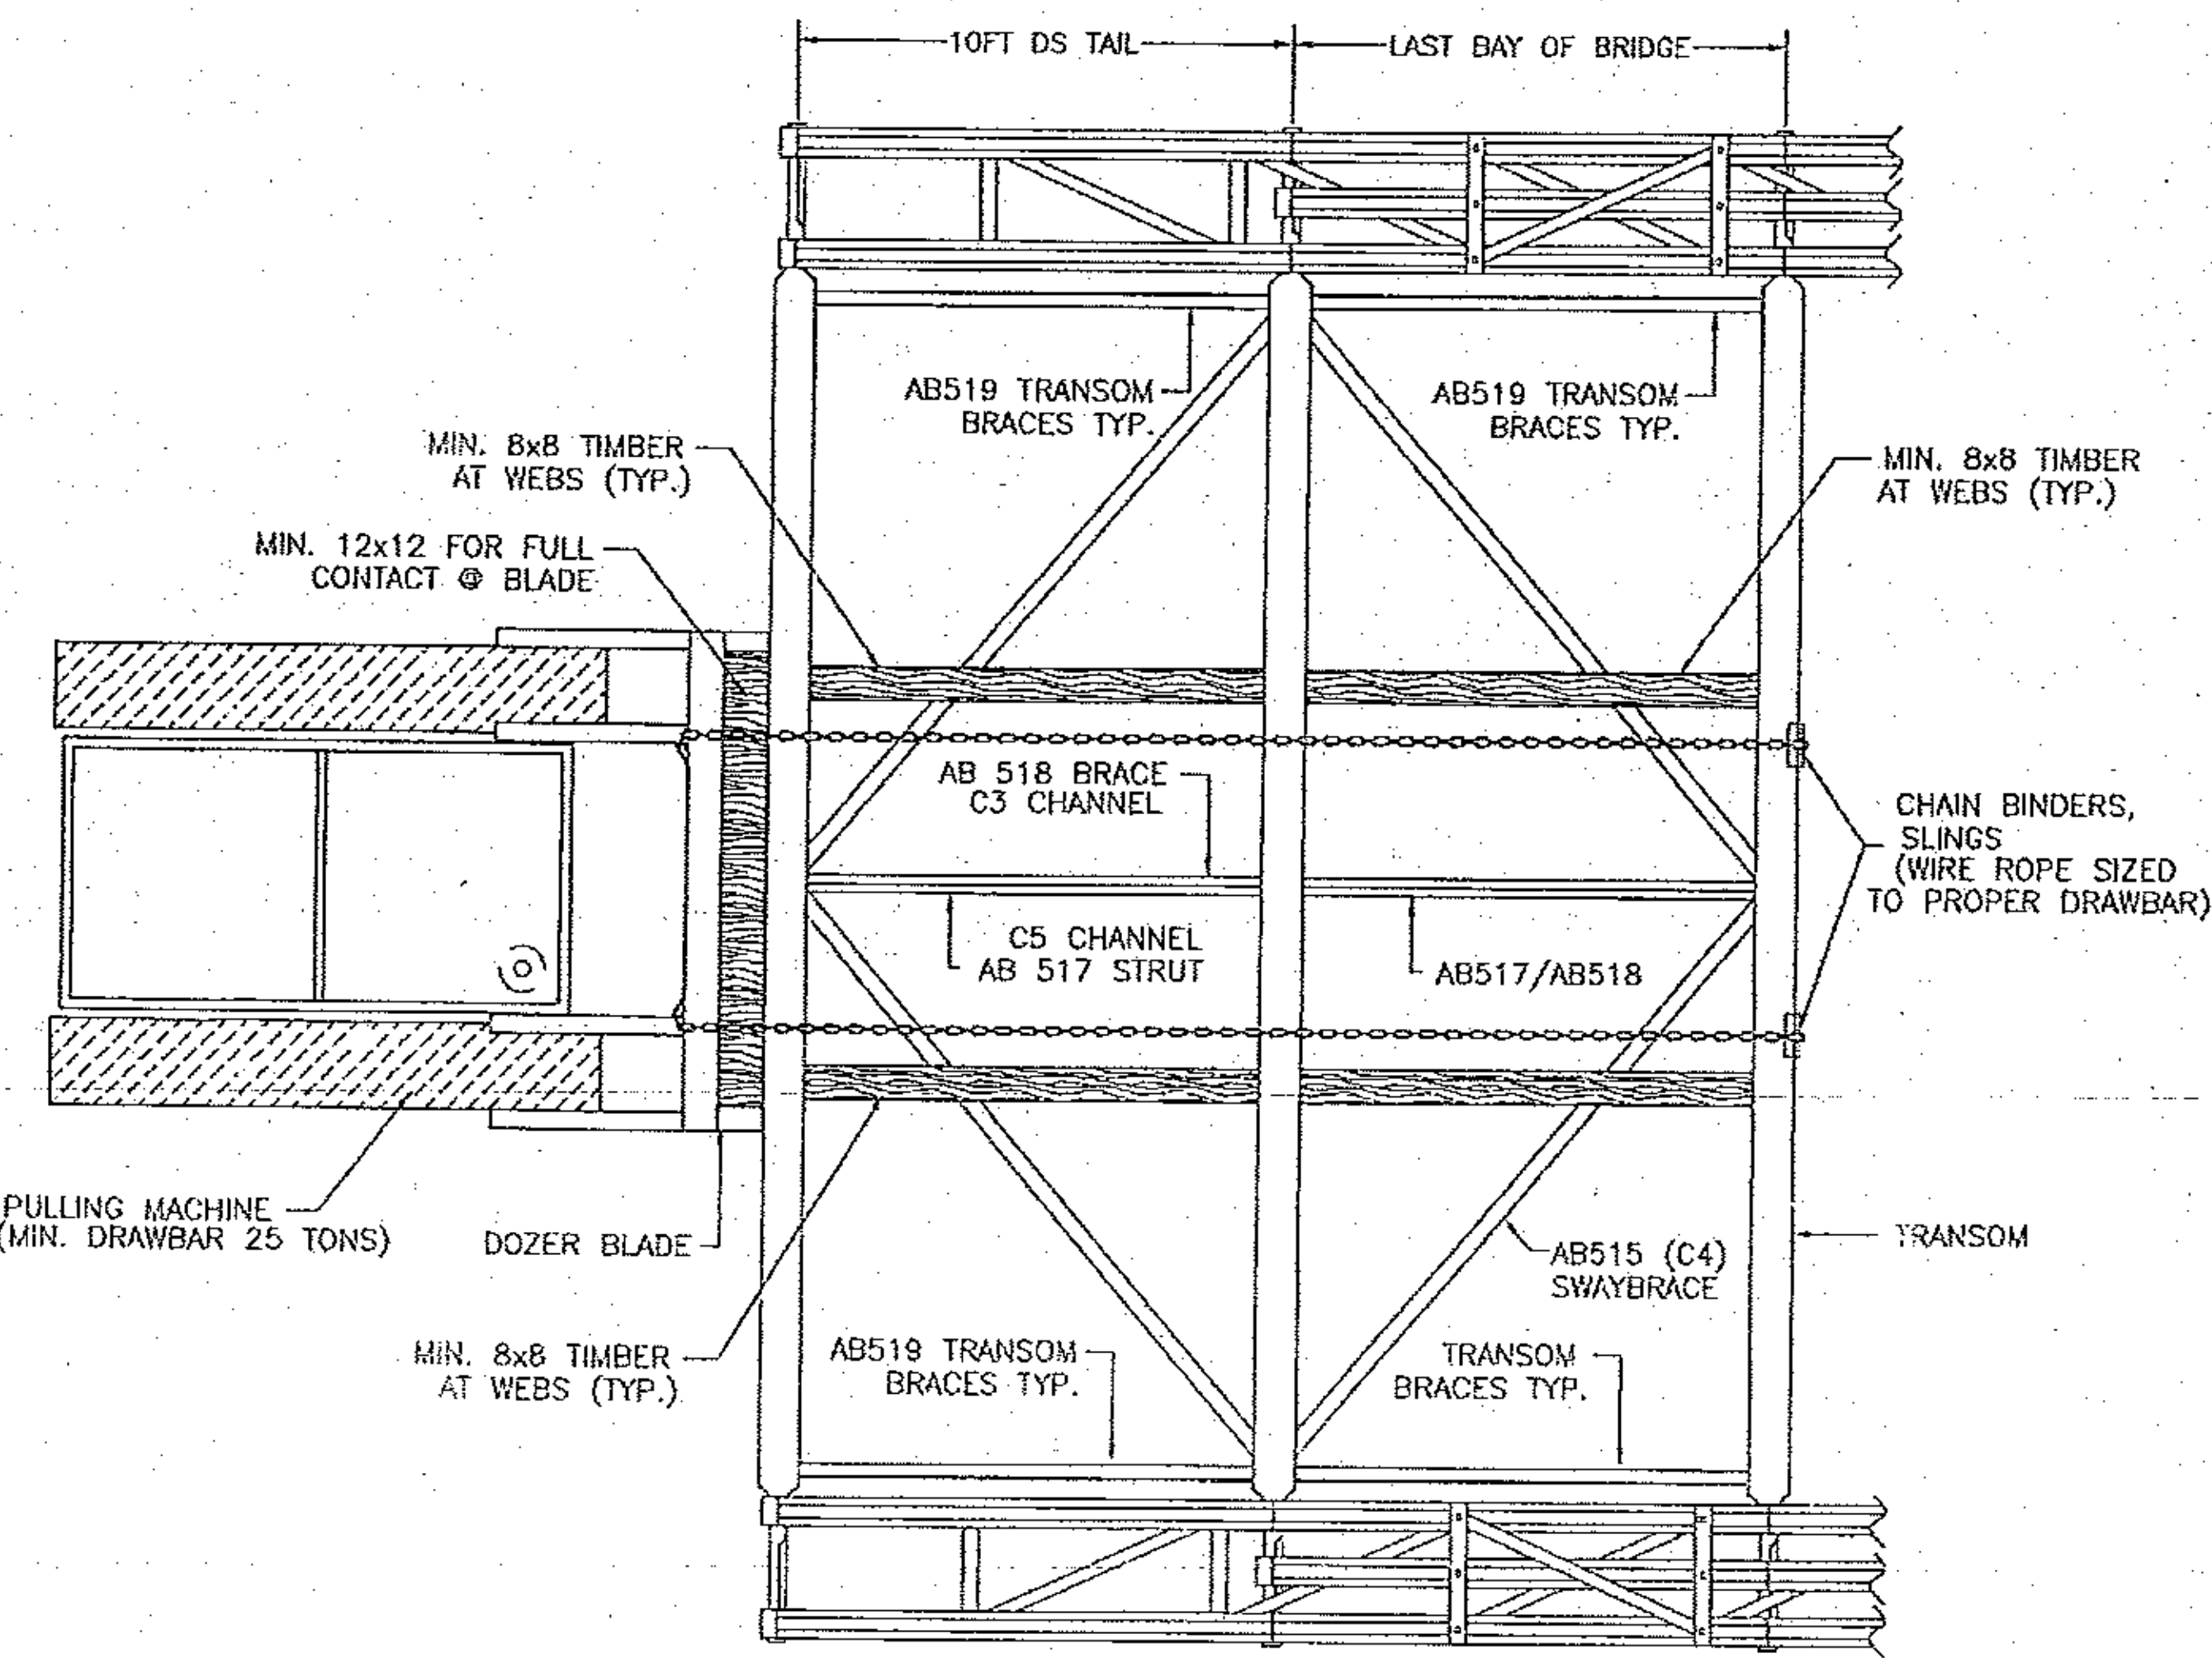 10FT DS TAIL
LAST BAY OF BRIDGE
AB519 TRANSOM
BRACES TYP.
AB519 TRANSOM
BRACES TYP.
MIN. 8x8 TIMBER
AT WEBS (TYP.)
MIN. 8x8 TIMBER
AT WEBS (TYP.)
MIN. 12x12 FOR FULL
CONTACT @ BLADE
AB 518 BRACE
C3 CHANNEL
CHAIN BINDERS,
SLINGS
(WIRE ROPE SIZED
TO PROPER DRAWBAR)
C5 CHANNEL
AB 517 STRUT
AB517/AB518
PULLING MACHINE
(MIN. DRAWBAR 25 TONS)
DOZER BLADE
AB515 (C4)
SWAYBRACE
TRANSOM
MIN. 8x8 TIMBER
AT WEBS (TYP.)
AB519 TRANSOM
BRACES TYP.
TRANSOM
BRACES TYP.